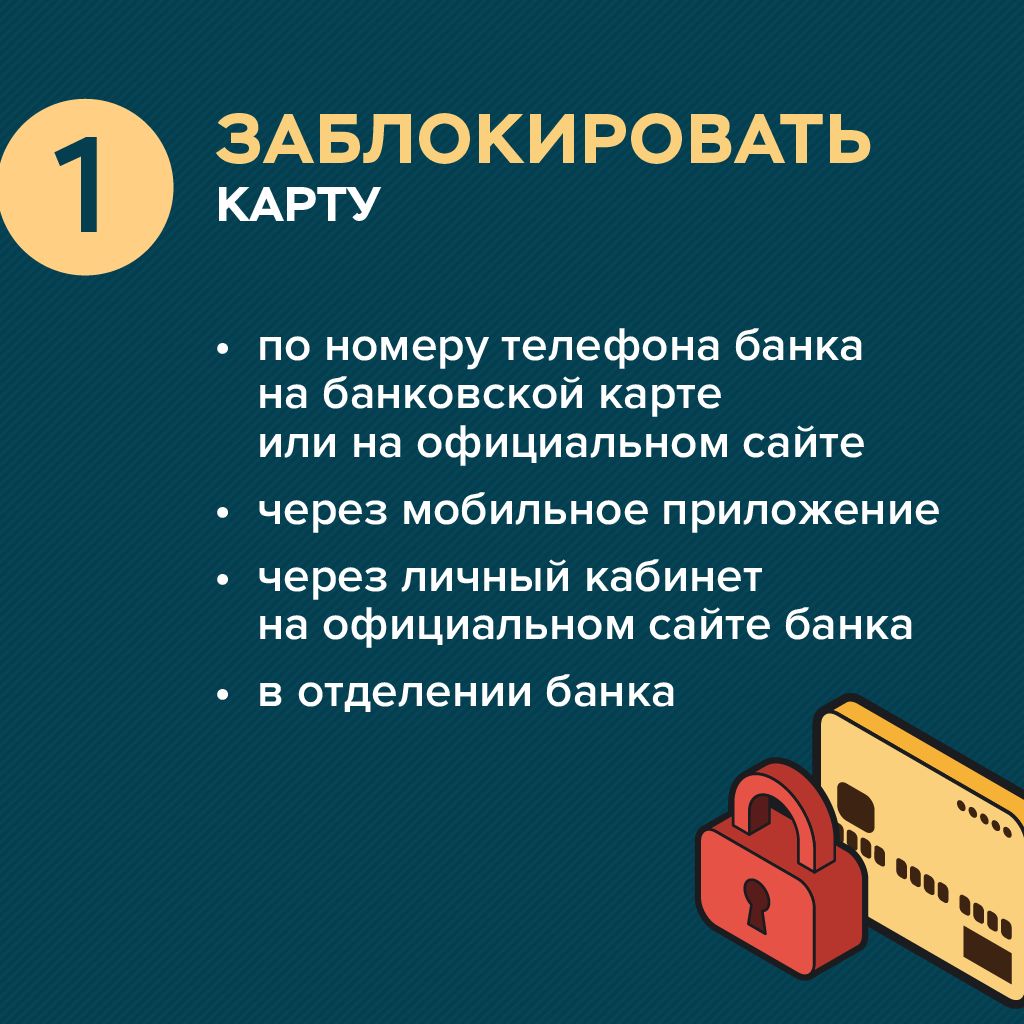 1
ЗАБЛОКИРОВАТЬ
КАРТУ
• по номеру телефона банка
на банковской карте
или на официальном сайте
• через мобильное приложение
• через личный кабинет
на официальном сайте банка
• в отделении банка